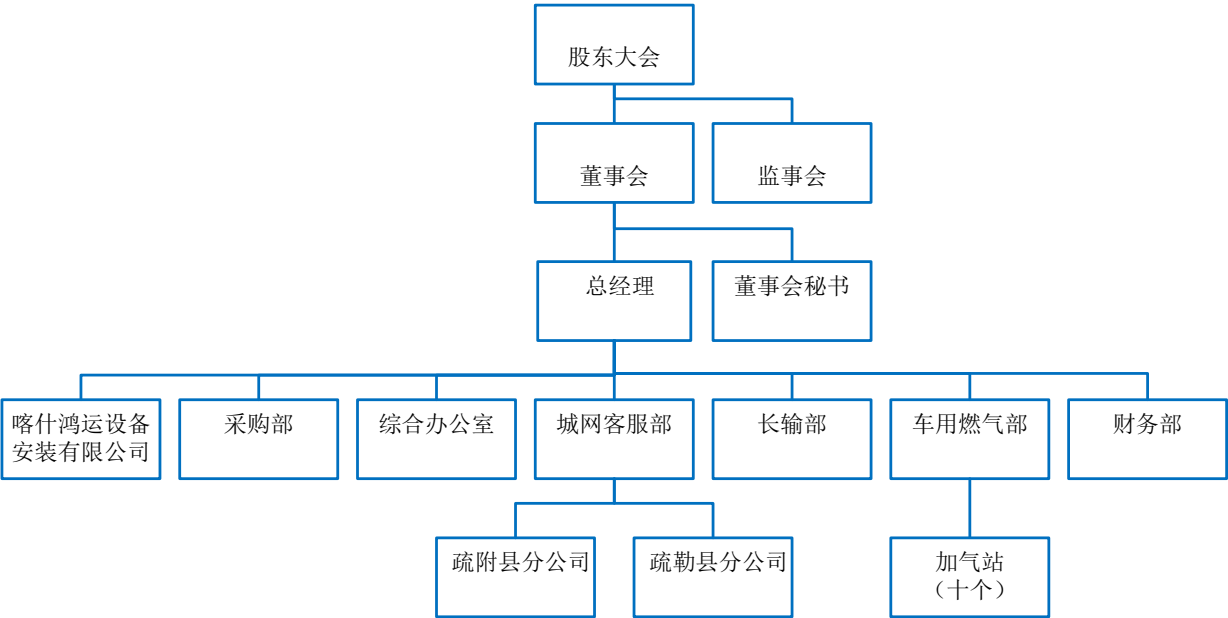 股东大会
董事会
监事会
总经理
董事会秘书
喀什鸿运设备
安装有限公司
采购部
综合办公室
城网客服部
长输部
车用燃气部
财务部
疏附县分公司
疏勒县分公司
加气站
（十个）